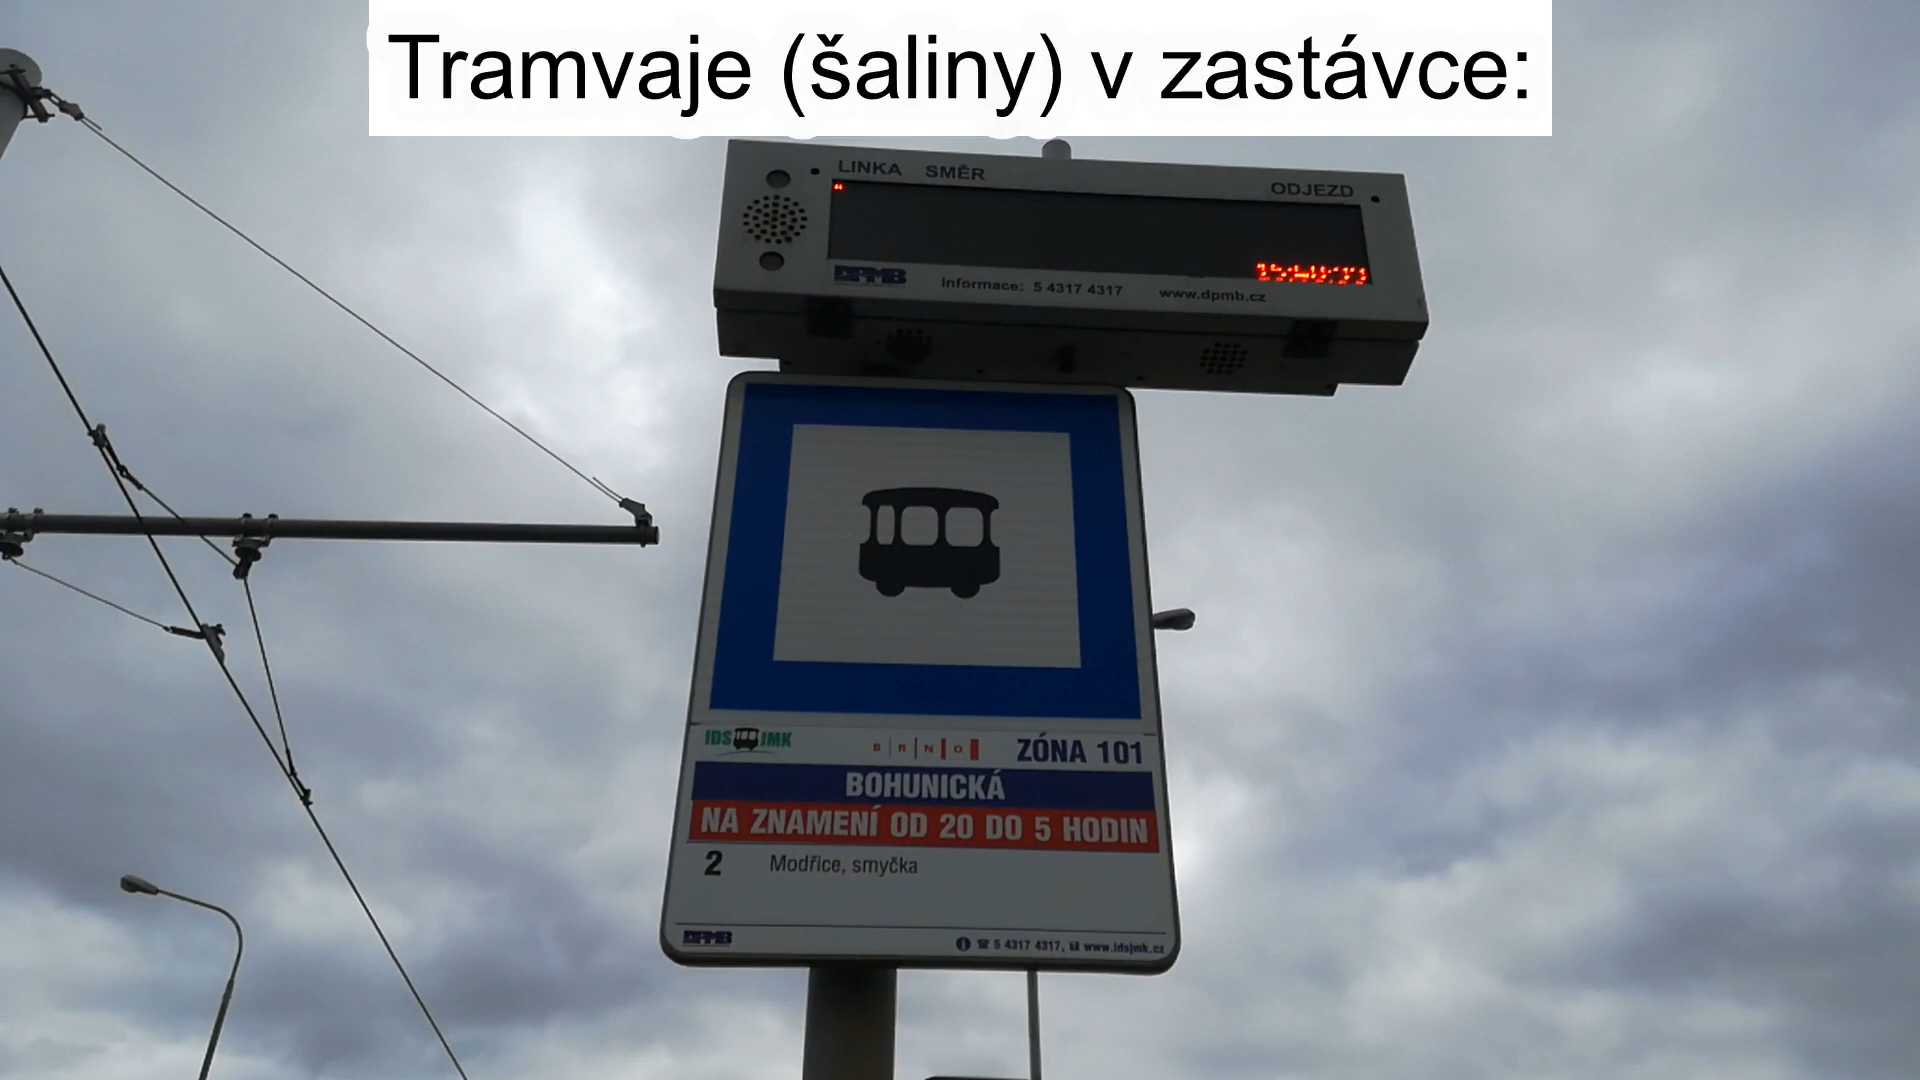 Tramvaje (šaliny) v zastávce:
LINKA SMĚR ODJEZD
DPMB informace: 5 4317 4317 www.dpmb.cz
IDS JMK BRNO ZÓNA 101
BOHUNICKÁ
NA ZNAMENÍ OD 20 DO 5 HODIN
2 Modřice, smyčka
DPMB 5 4317 4317, www.idsjmk.cz